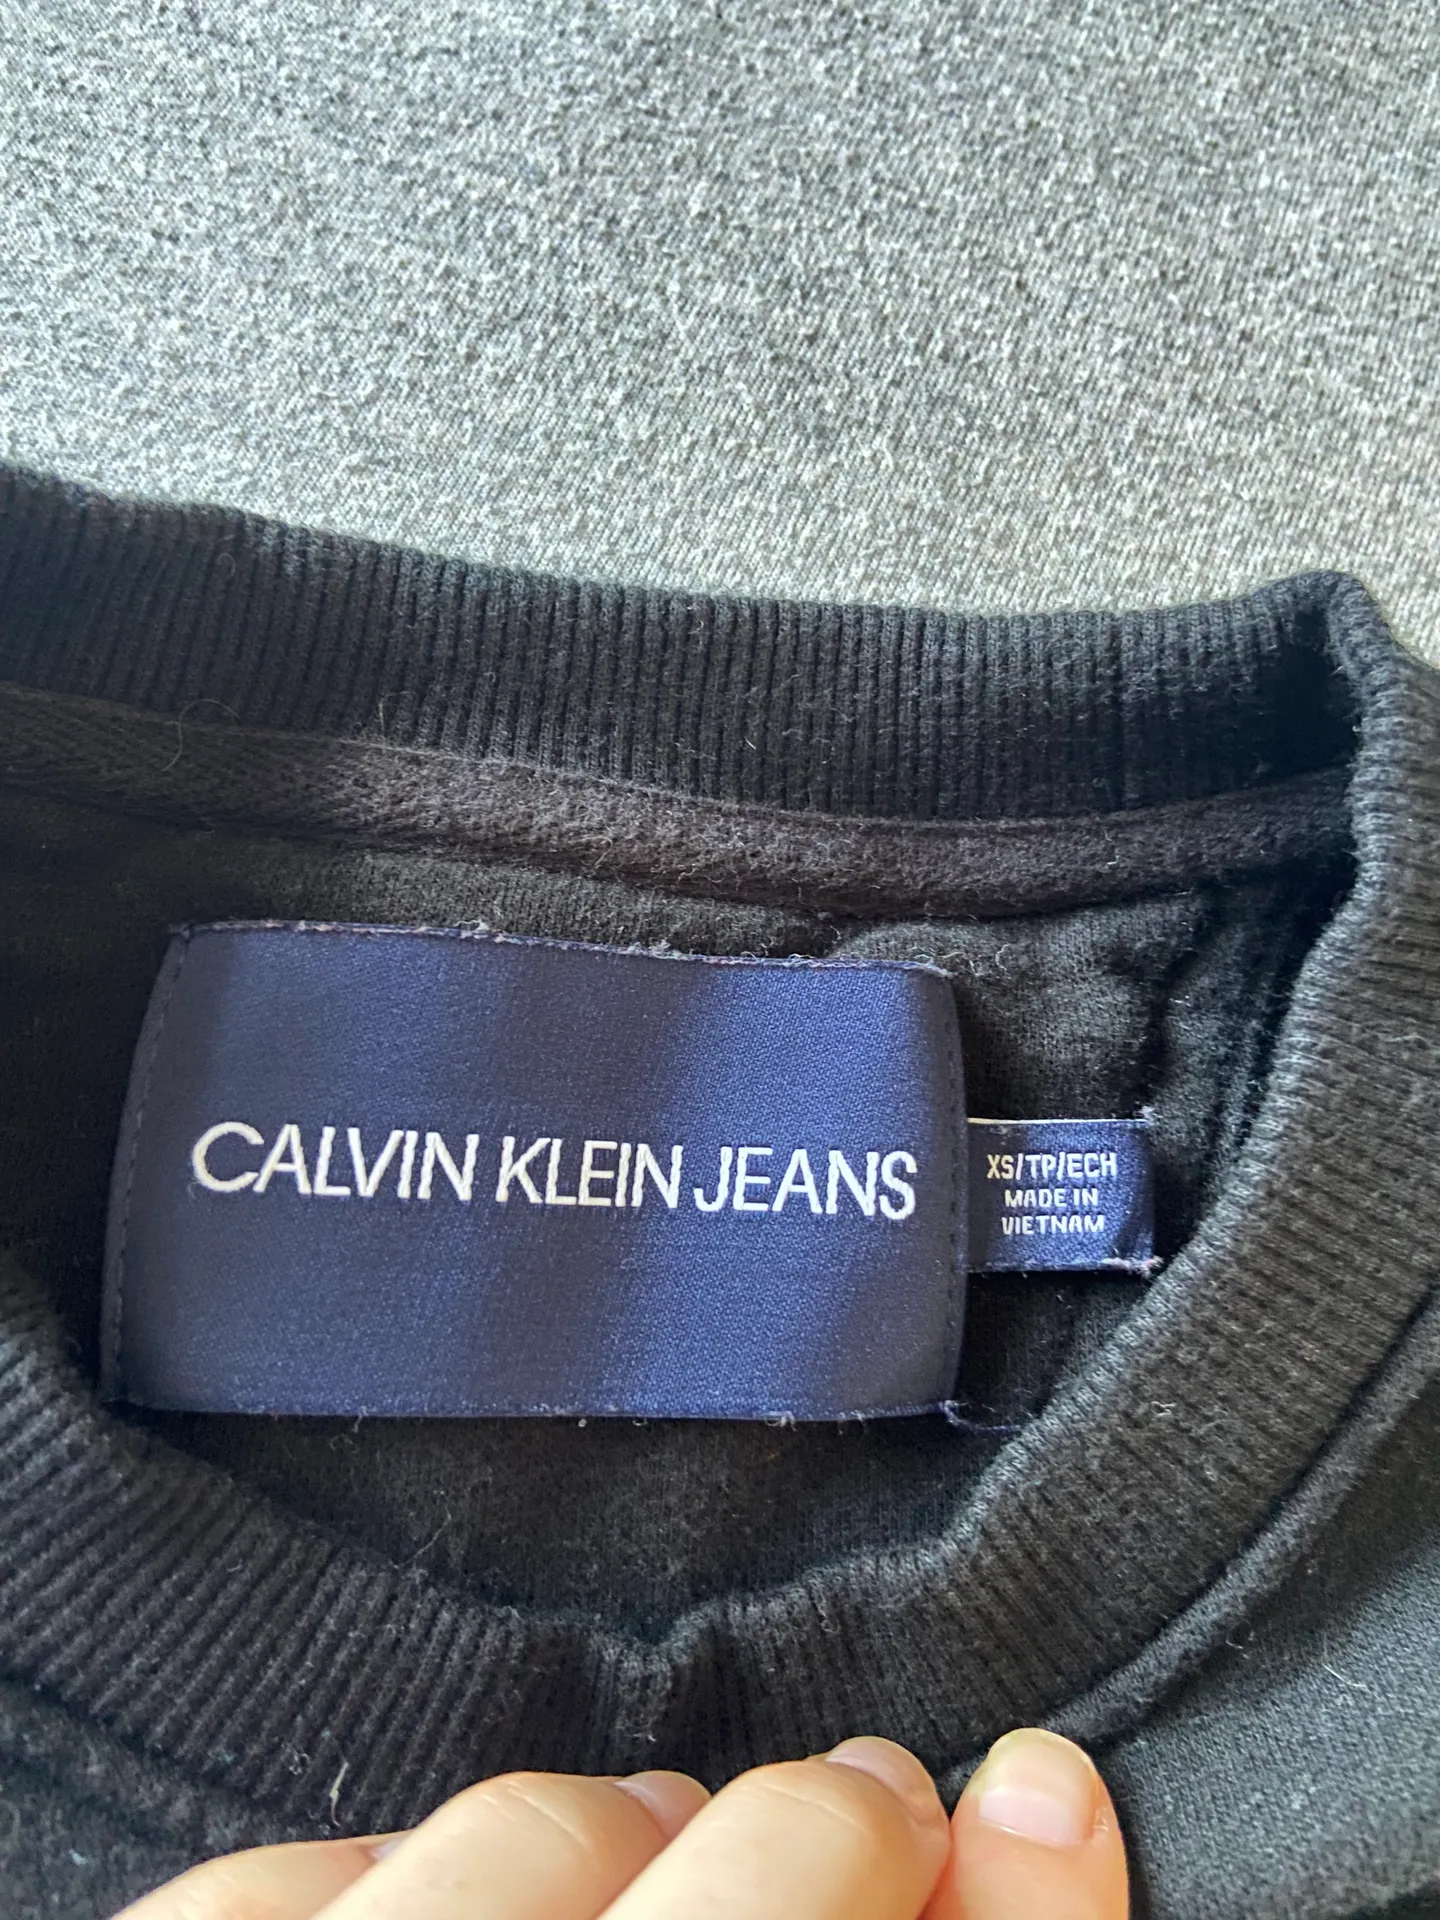 CALVIN KLEIN JEANS
XS/TP/ECH
MADE IN
VIETNAM